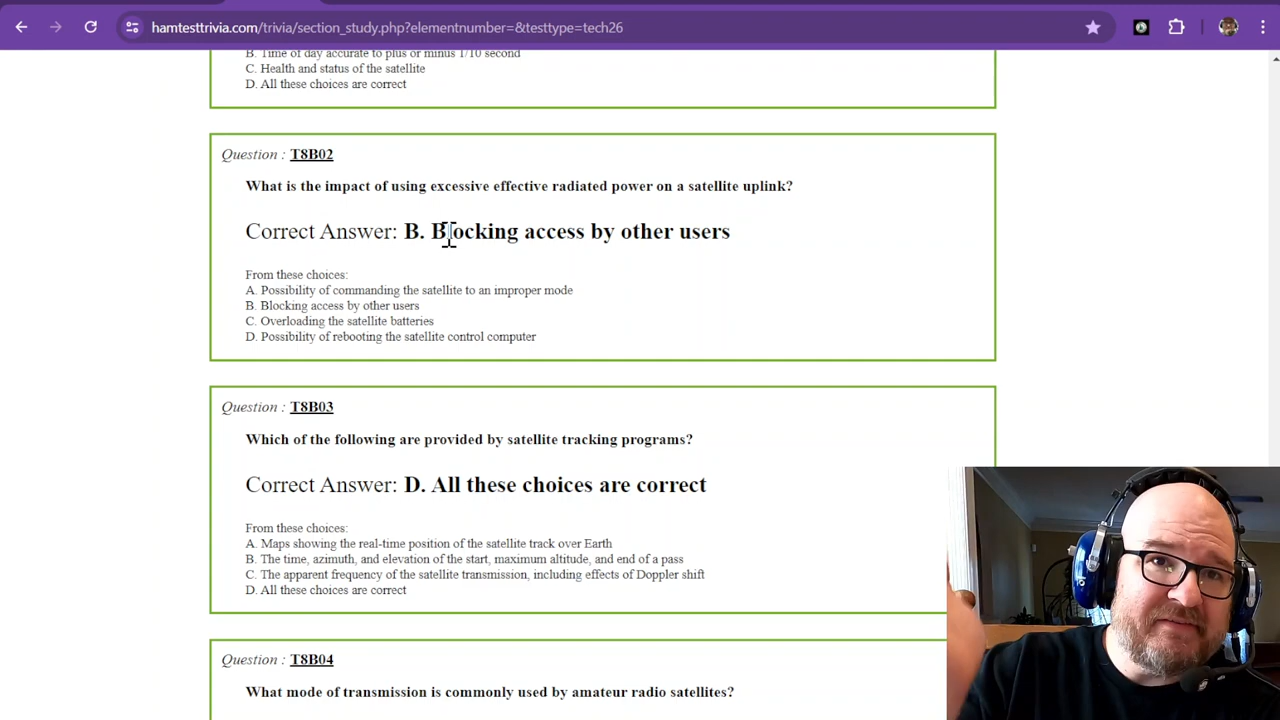 hamtesttrivia.com/trivia/section_study.php?elementnumber=&testtype=tech26
B. Time of day accurate to plus or minus 1/10 second
C. Health and status of the satellite
D. All these choices are correct
Question : T8B02
What is the impact of using excessive effective radiated power on a satellite uplink?
Correct Answer: B. Blocking access by other users
From these choices:
A. Possibility of commanding the satellite to an improper mode
B. Blocking access by other users
C. Overloading the satellite batteries
D. Possibility of rebooting the satellite control computer
Question : T8B03
Which of the following are provided by satellite tracking programs?
Correct Answer: D. All these choices are correct
From these choices:
A. Maps showing the real-time position of the satellite track over Earth
B. The time, azimuth, and elevation of the start, maximum altitude, and end of a pass
C. The apparent frequency of the satellite transmission, including effects of Doppler shift
D. All these choices are correct
Question : T8B04
What mode of transmission is commonly used by amateur radio satellites?